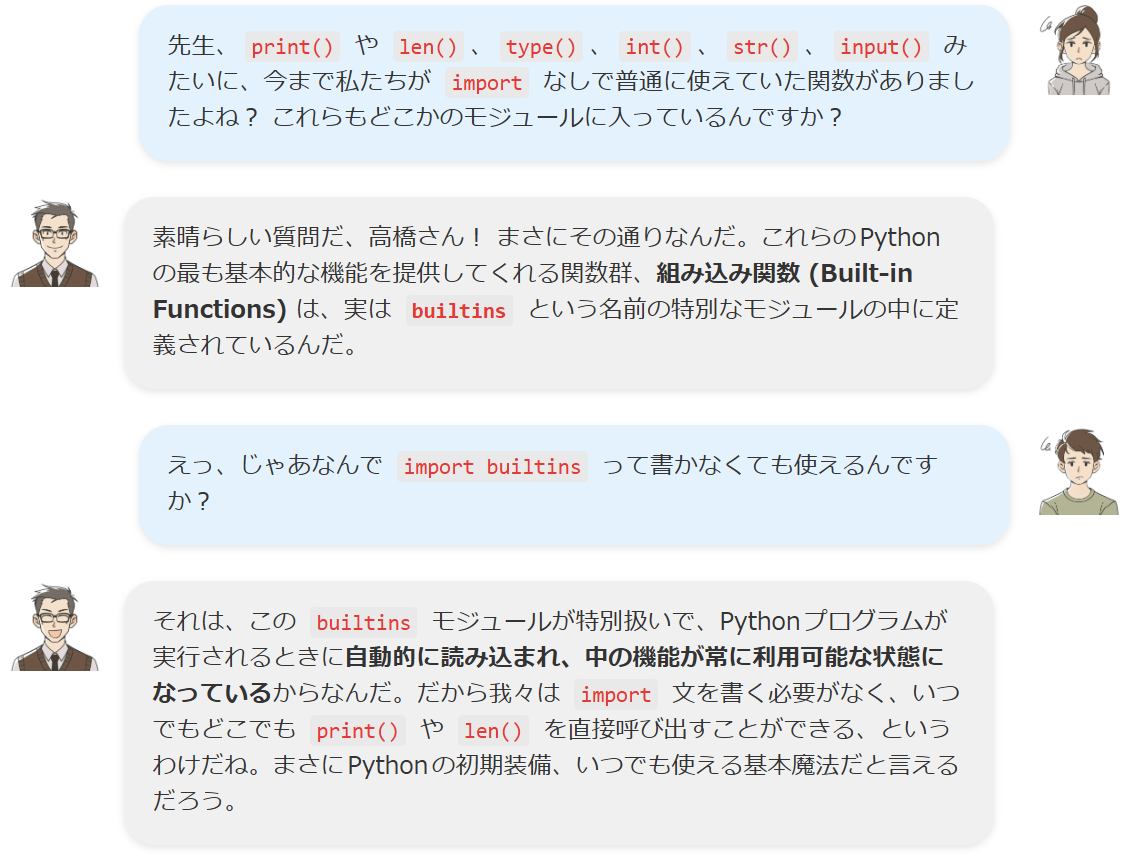 先生、 print() や len() 、 type() 、 int() 、 str() 、 input() み
たいに、今まで私たちが import なしで普通に使えていた関数がありまし
たよね？ これらもどこかのモジュールに入っているんですか？
素晴らしい質問だ、高橋さん！ まさにその通りなんだ。これらのPython
の最も基本的な機能を提供してくれる関数群、組み込み関数 (Built-in
Functions) は、実は builtins という名前の特別なモジュールの中に定
義されているんだ。
えっ、じゃあなんで import builtins って書かなくても使えるんです
か？
それは、この builtins モジュールが特別扱いで、Pythonプログラムが
実行されるときに自動的に読み込まれ、中の機能が常に利用可能な状態に
なっているからなんだ。だから我々は import 文を書く必要がなく、いつ
でもどこでも print() や len() を直接呼び出すことができる、という
わけだね。まさにPythonの初期装備、いつでも使える基本魔法だと言える
だろう。